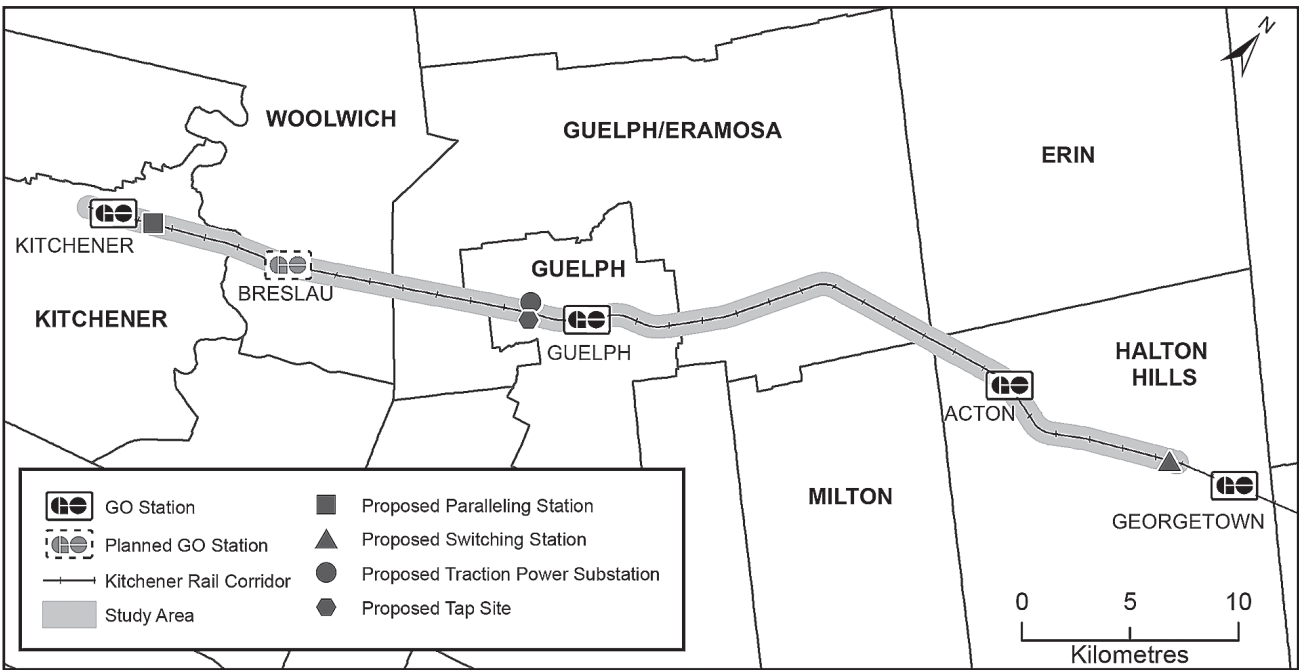 N
WOOLWICH
GUELPH/ERAMOSA
ERIN
KITCHENER
BRESLAU
GUELPH
KITCHENER
GUELPH
HALTON
HILLS
ACTON
MILTON
GEORGETOWN
GO Station
Planned GO Station
Kitchener Rail Corridor
Study Area
Proposed Paralleling Station
Proposed Switching Station
Proposed Traction Power Substation
Proposed Tap Site
0 5 10
Kilometres